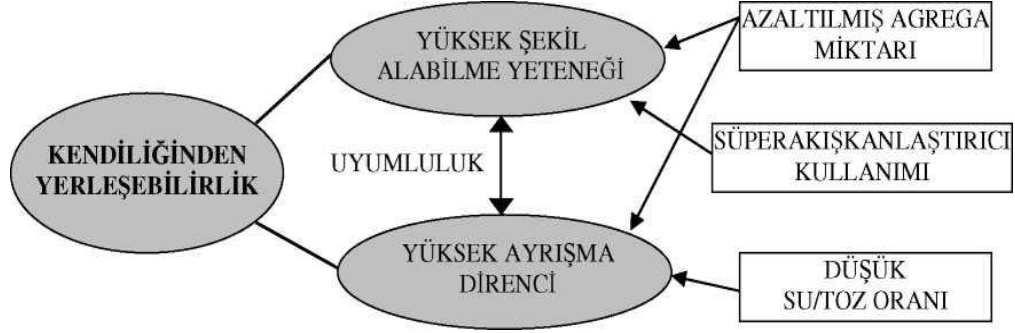 KENDİLİĞİNDEN
YERLEŞEBİLİRLİK
YÜKSEK ŞEKİL
ALABİLME YETENEĞİ
UYUMLULUK
YÜKSEK AYRIŞMA
DİRENCİ
AZALTILMIŞ AGREGA
MİKTARI
SÜPERAKIŞKANLAŞTIRICI
KULLANIMI
DÜŞÜK
SU/TOZ ORANI